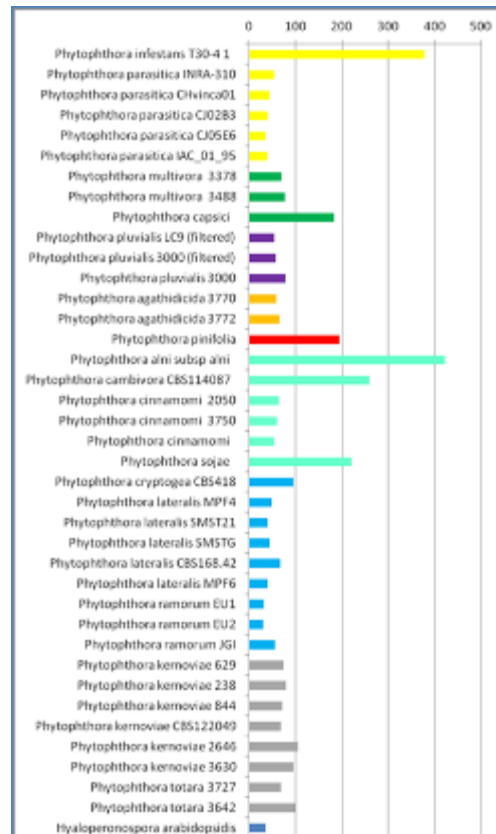 0 100 200 300 400 500
Phytophthora infestans T30-4 1
Phytophthora parasitica INRA-310
Phytophthora parasitica CHvinca01
Phytophthora parasitica CJ02B3
Phytophthora parasitica CJ05E6
Phytophthora parasitica IAC_01_95
Phytophthora multivora 3378
Phytophthora multivora 3488
Phytophthora capsici
Phytophthora pluvialis LC9 (filtered)
Phytophthora pluvialis 3000 (filtered)
Phytophthora pluvialis 3000
Phytophthora agathidicida 3770
Phytophthora agathidicida 3772
Phytophthora pinifolia
Phytophthora alni subsp alni
Phytophthora cambivora CBS114087
Phytophthora cinnamomi 2050
Phytophthora cinnamomi 3750
Phytophthora cinnamomi
Phytophthora sojae
Phytophthora cryptogea CBS418
Phytophthora lateralis MPF4
Phytophthora lateralis SMST21
Phytophthora lateralis SMSTG
Phytophthora lateralis CBS168.42
Phytophthora lateralis MPF6
Phytophthora ramorum EU1
Phytophthora ramorum EU2
Phytophthora ramorum JGI
Phytophthora kernoviae 629
Phytophthora kernoviae 238
Phytophthora kernoviae 844
Phytophthora kernoviae CBS122049
Phytophthora kernoviae 2646
Phytophthora kernoviae 3630
Phytophthora totara 3727
Phytophthora totara 3642
Hyaloperonospora arabidopsidis